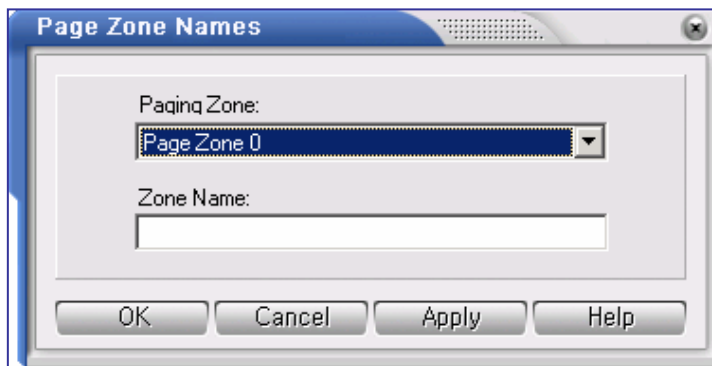 Page Zone Names
Paging Zone:
Page Zone 0
Zone Name:
OK Cancel Apply Help